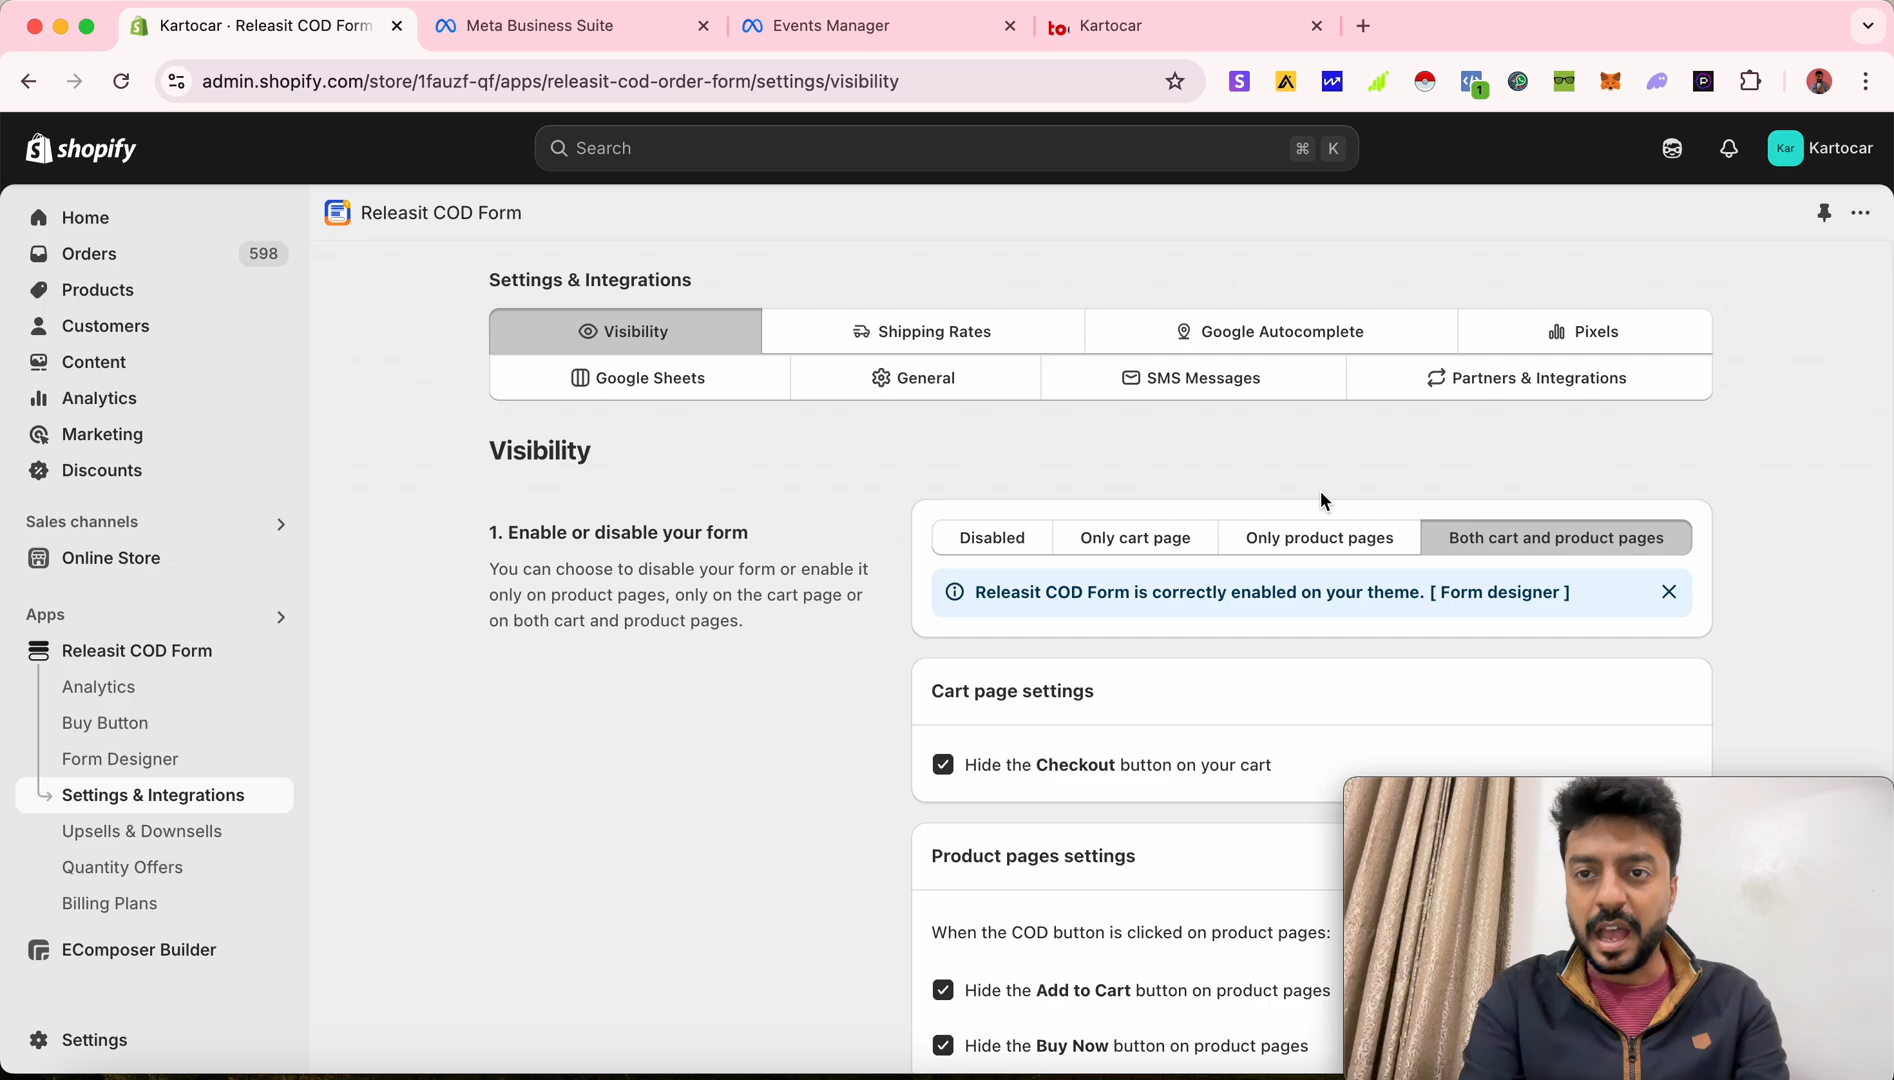 Kartocar · Releasit COD Form
Meta Business Suite
Events Manager
Kartocar
admin.shopify.com/store/1fauzf-qf/apps/releasit-cod-order-form/settings/visibility
1
shopify
Search
⌘ K
Kar
Kartocar
Home
Orders 598
Products
Customers
Content
Analytics
Marketing
Discounts
Sales channels
Online Store
Apps
Releasit COD Form
Analytics
Buy Button
Form Designer
Settings & Integrations
Upsells & Downsells
Quantity Offers
Billing Plans
EComposer Builder
Settings
Releasit COD Form
Settings & Integrations
Visibility
Shipping Rates
Google Autocomplete
Pixels
Google Sheets
General
SMS Messages
Partners & Integrations
Visibility
1. Enable or disable your form
You can choose to disable your form or enable it
only on product pages, only on the cart page or
on both cart and product pages.
Disabled
Only cart page
Only product pages
Both cart and product pages
Releasit COD Form is correctly enabled on your theme. [ Form designer ]
Cart page settings
Hide the Checkout button on your cart
Product pages settings
When the COD button is clicked on product pages:
Hide the Add to Cart button on product pages
Hide the Buy Now button on product pages